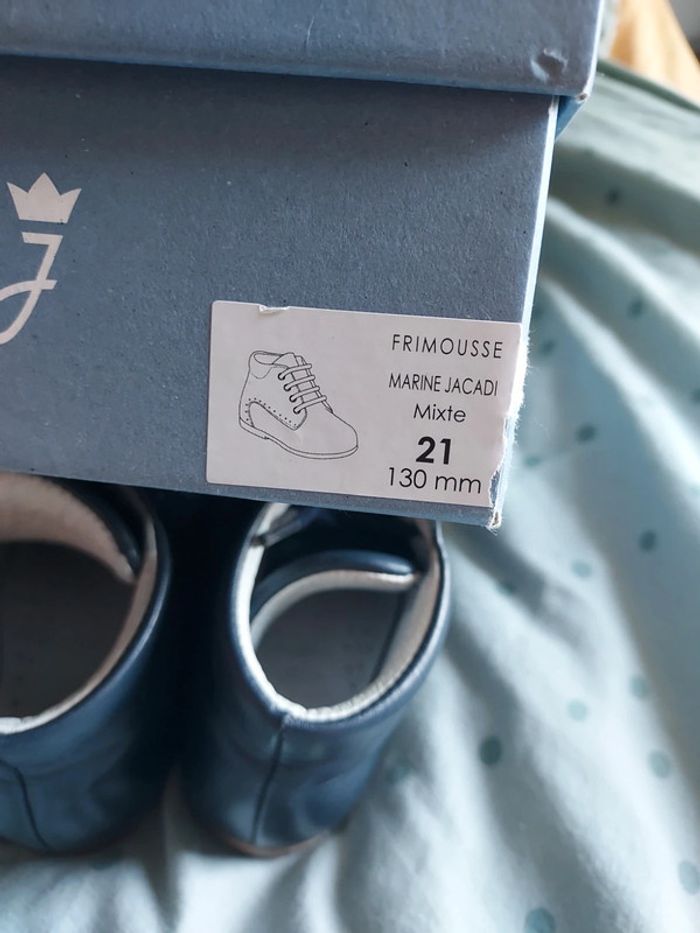 J
FRIMOUSSE
MARINE JACADI
Mixte
21
130 mm